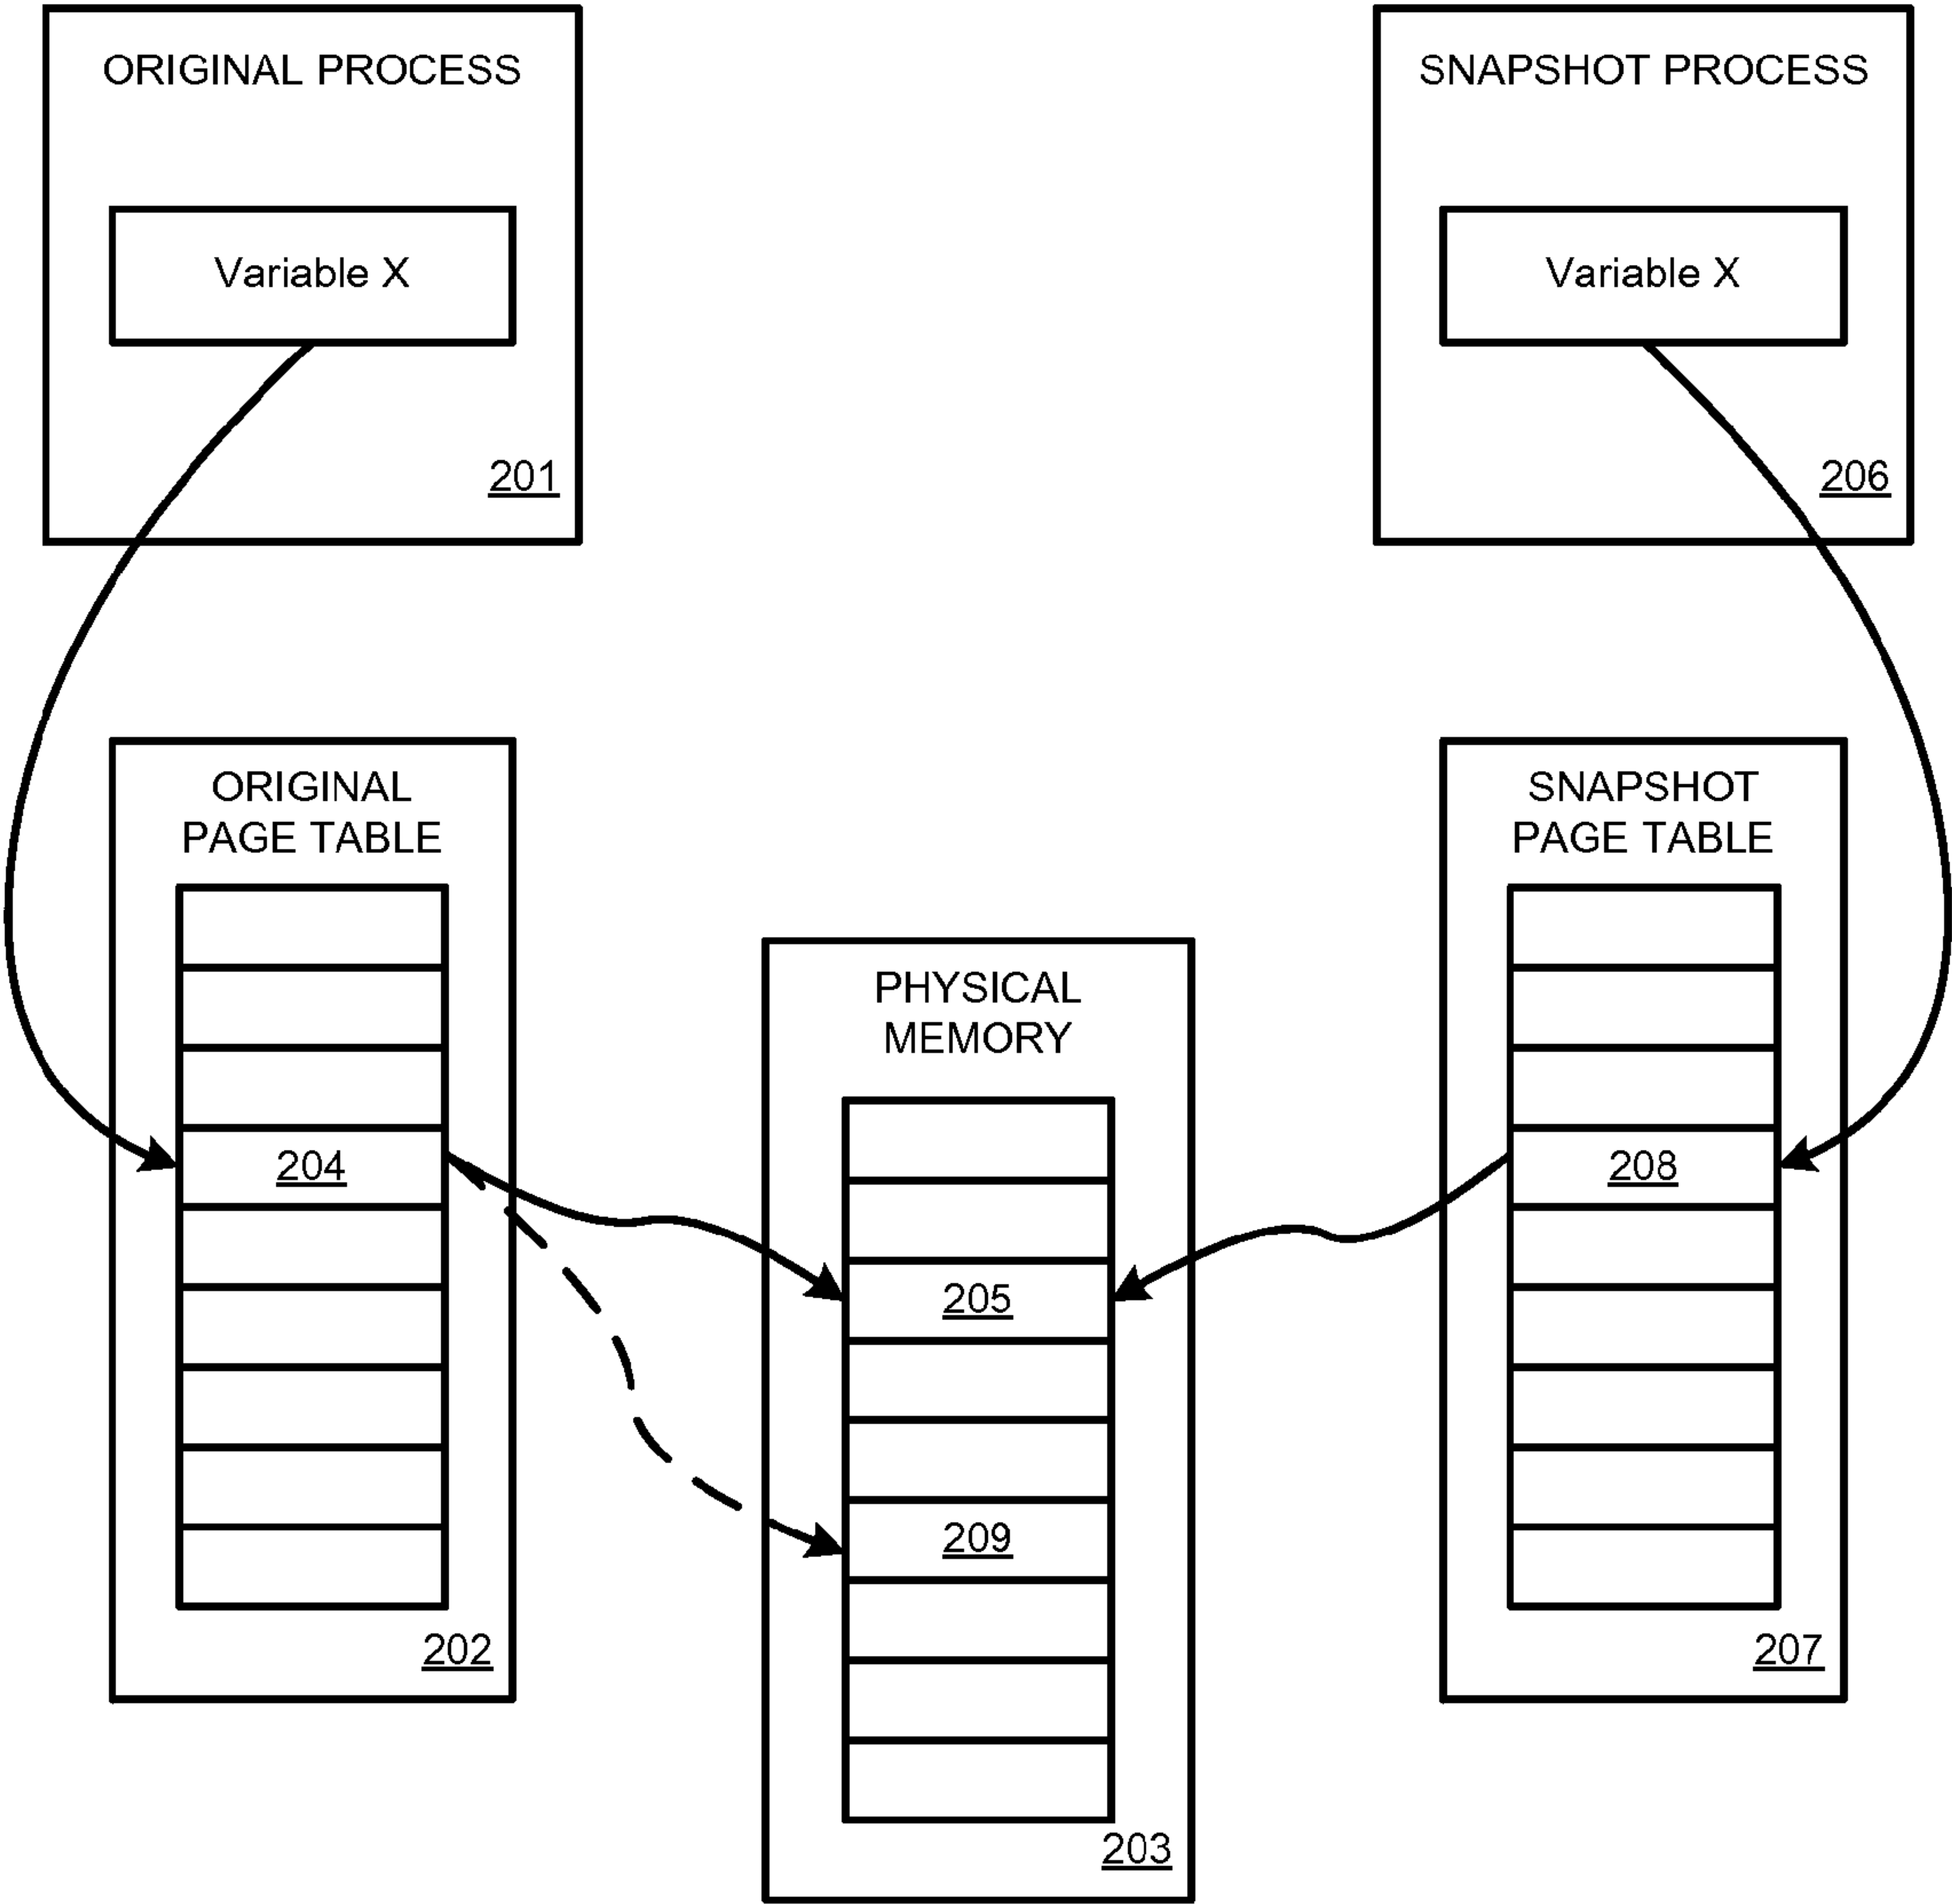 ORIGINAL PROCESS
Variable X
201
SNAPSHOT PROCESS
Variable X
206
ORIGINAL
PAGE TABLE
204
202
PHYSICAL
MEMORY
205
209
203
SNAPSHOT
PAGE TABLE
208
207